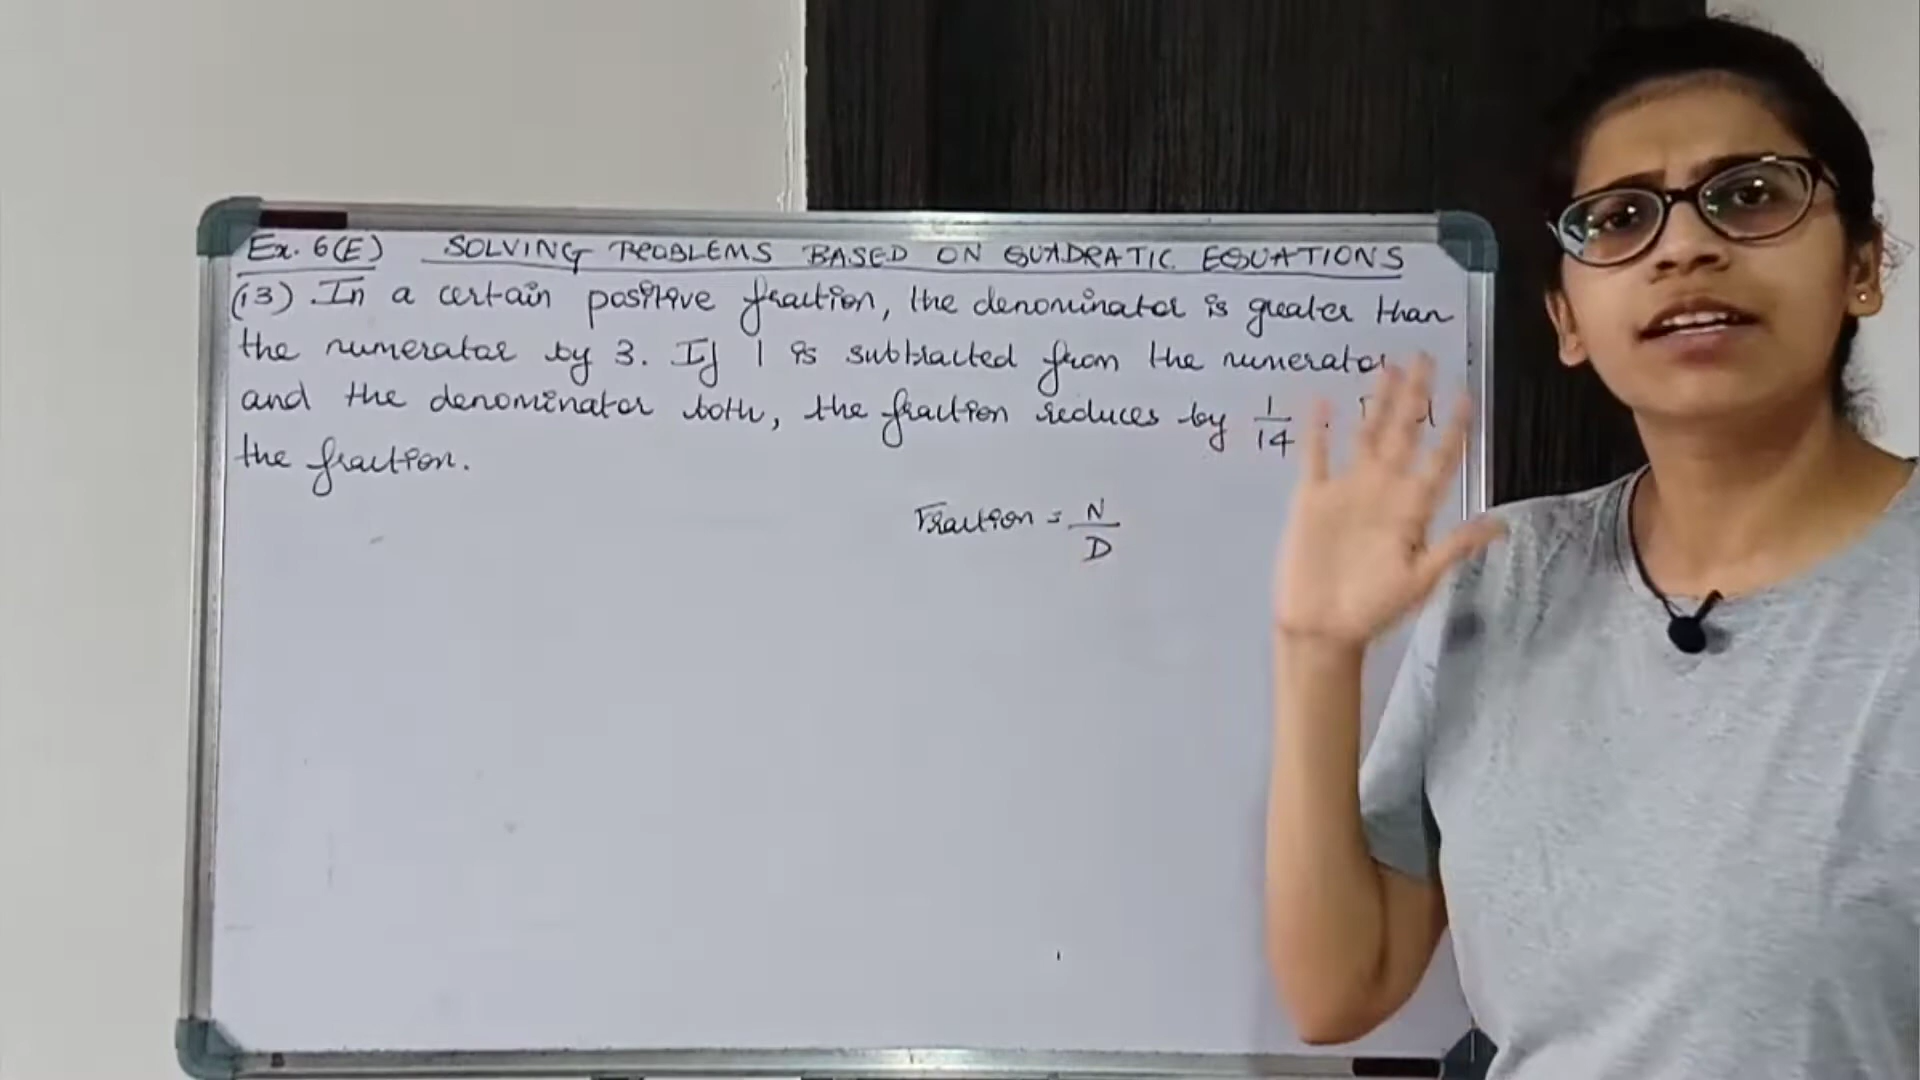 Ex. 6(E) SOLVING PROBLEMS BASED ON QUADRATIC EQUATIONS
(13). In a certain positive fraction, the denominator is greater than
the numerator by 3. If 1 is subtracted from the numerator
and the denominator both, the fraction reduces by 1/14.
the fraction.
Fraction = N/D